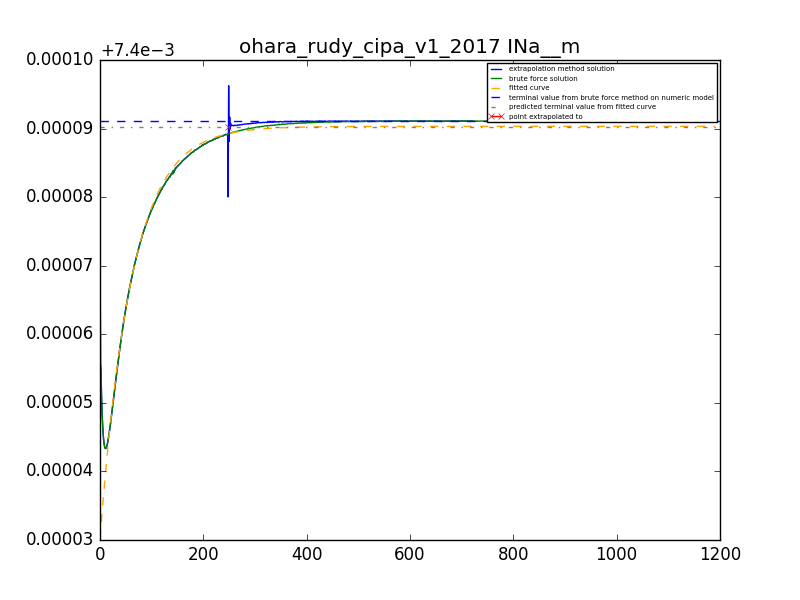 ohara_rudy_cipa_v1_2017 INa__m
+7.4e−3
0.00010
0.00009
0.00008
0.00007
0.00006
0.00005
0.00004
0.00003
0
200
400
600
800
1000
1200
extrapolation method solution
brute force solution
fitted curve
terminal value from brute force method on numeric model
predicted terminal value from fitted curve
point extrapolated to